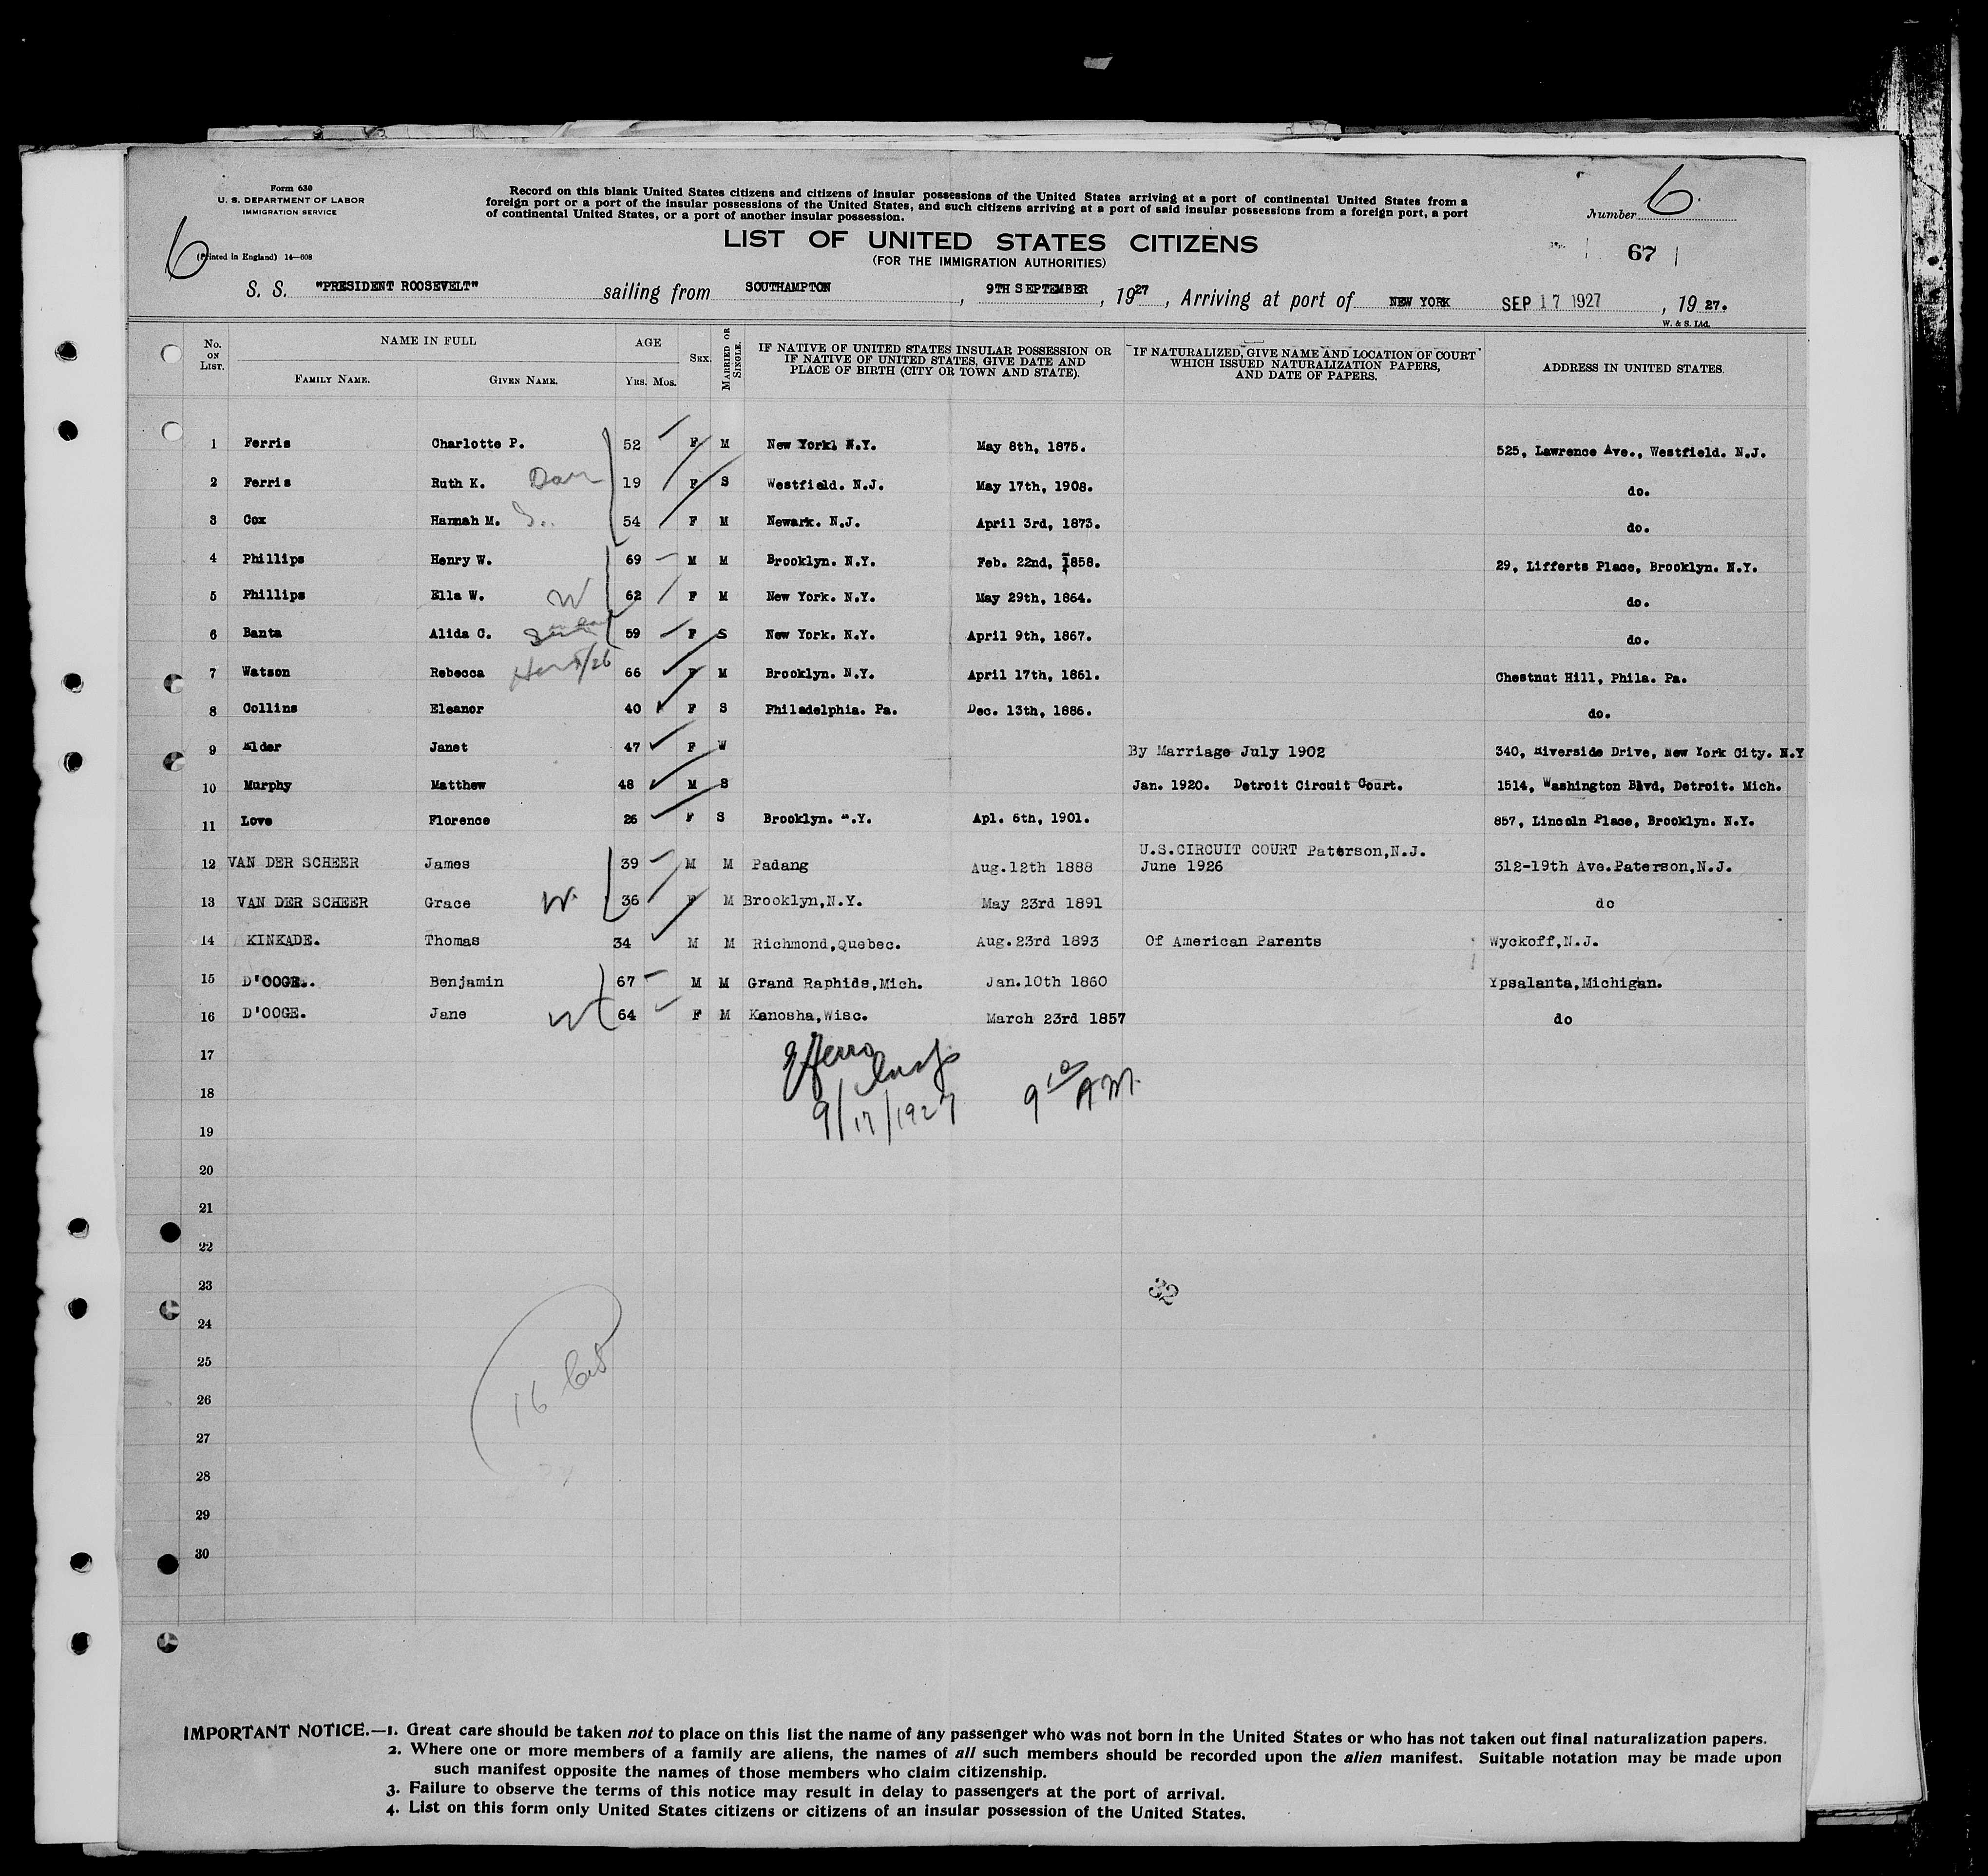 Form 630
U. S. DEPARTMENT OF LABOR
IMMIGRATION SERVICE
(Printed in England) 14—608
6
Record on this blank United States citizens and citizens of insular possessions of the United States arriving at a port of continental United States from a
foreign port or a port of the insular possessions of the United States, and such citizens arriving at a port of said insular possessions from a foreign port, a port
of continental United States, or a port of another insular possession.
Number 6
67
LIST OF UNITED STATES CITIZENS
(FOR THE IMMIGRATION AUTHORITIES)
S. S. "PRESIDENT ROOSEVELT" sailing from SOUTHAMPTON, 9TH SEPTEMBER, 1927, Arriving at port of NEW YORK SEP 17 1927, 19 27.
W. & S. Ltd.
No. ON LIST. NAME IN FULL FAMILY NAME. GIVEN NAME. AGE YRS. MOS. SEX. MARRIED OR SINGLE. IF NATIVE OF UNITED STATES INSULAR POSSESSION OR IF NATIVE OF UNITED STATES, GIVE DATE AND PLACE OF BIRTH (CITY OR TOWN AND STATE). IF NATURALIZED, GIVE NAME AND LOCATION OF COURT WHICH ISSUED NATURALIZATION PAPERS, AND DATE OF PAPERS. ADDRESS IN UNITED STATES.
1 Ferris Charlotte P. 52 F M New York. N.Y. May 8th, 1875. 525, Lawrence Ave., Westfield. N.J.
2 Ferris Ruth K. Dau 19 F S Westfield. N.J. May 17th, 1908. do.
3 Cox Hannah M. 54 F M Newark. N.J. April 3rd, 1873. do.
4 Phillips Henry W. 69 M M Brooklyn. N.Y. Feb. 22nd, 1858. 29, Lifferts Place, Brooklyn. N.Y.
5 Phillips Ella W. W 62 F M New York. N.Y. May 29th, 1864. do.
6 Banta Alida C. 59 F S New York. N.Y. April 9th, 1867. do.
7 Watson Rebecca 66 F M Brooklyn. N.Y. April 17th, 1861. Chestnut Hill, Phila. Pa.
8 Collins Eleanor 40 F S Philadelphia. Pa. Dec. 13th, 1886. do.
9 Elder Janet 47 F W By Marriage July 1902 340, Riverside Drive, New York City. N.Y
10 Murphy Matthew 48 M S Jan. 1920. Detroit Circuit Court. 1514, Washington Blvd, Detroit. Mich.
11 Love Florence 26 F S Brooklyn. N.Y. Apl. 6th, 1901. 857, Lincoln Place, Brooklyn. N.Y.
12 VAN DER SCHEER James 39 M M Padang Aug.12th 1888 U.S.CIRCUIT COURT Paterson,N.J. June 1926 312-19th Ave.Paterson,N.J.
13 VAN DER SCHEER Grace W. 36 F M Brooklyn,N.Y. May 23rd 1891 do
14 KINKADE. Thomas 34 M M Richmond,Quebec. Aug.23rd 1893 Of American Parents Wyckoff,N.J.
15 D'OOGE.. Benjamin 67 M M Grand Raphids,Mich. Jan.10th 1860 Ypsalanta,Michigan.
16 D'OOGE. Jane W 64 F M Kanosha,Wisc. March 23rd 1857 do
17
18
9/17/1927 9 10 AM.
19
20
21
22
23
32
24
25
16
26
27
28
29
30
IMPORTANT NOTICE.—1. Great care should be taken not to place on this list the name of any passenger who was not born in the United States or who has not taken out final naturalization papers.
2. Where one or more members of a family are aliens, the names of all such members should be recorded upon the alien manifest. Suitable notation may be made upon
such manifest opposite the names of those members who claim citizenship.
3. Failure to observe the terms of this notice may result in delay to passengers at the port of arrival.
4. List on this form only United States citizens or citizens of an insular possession of the United States.